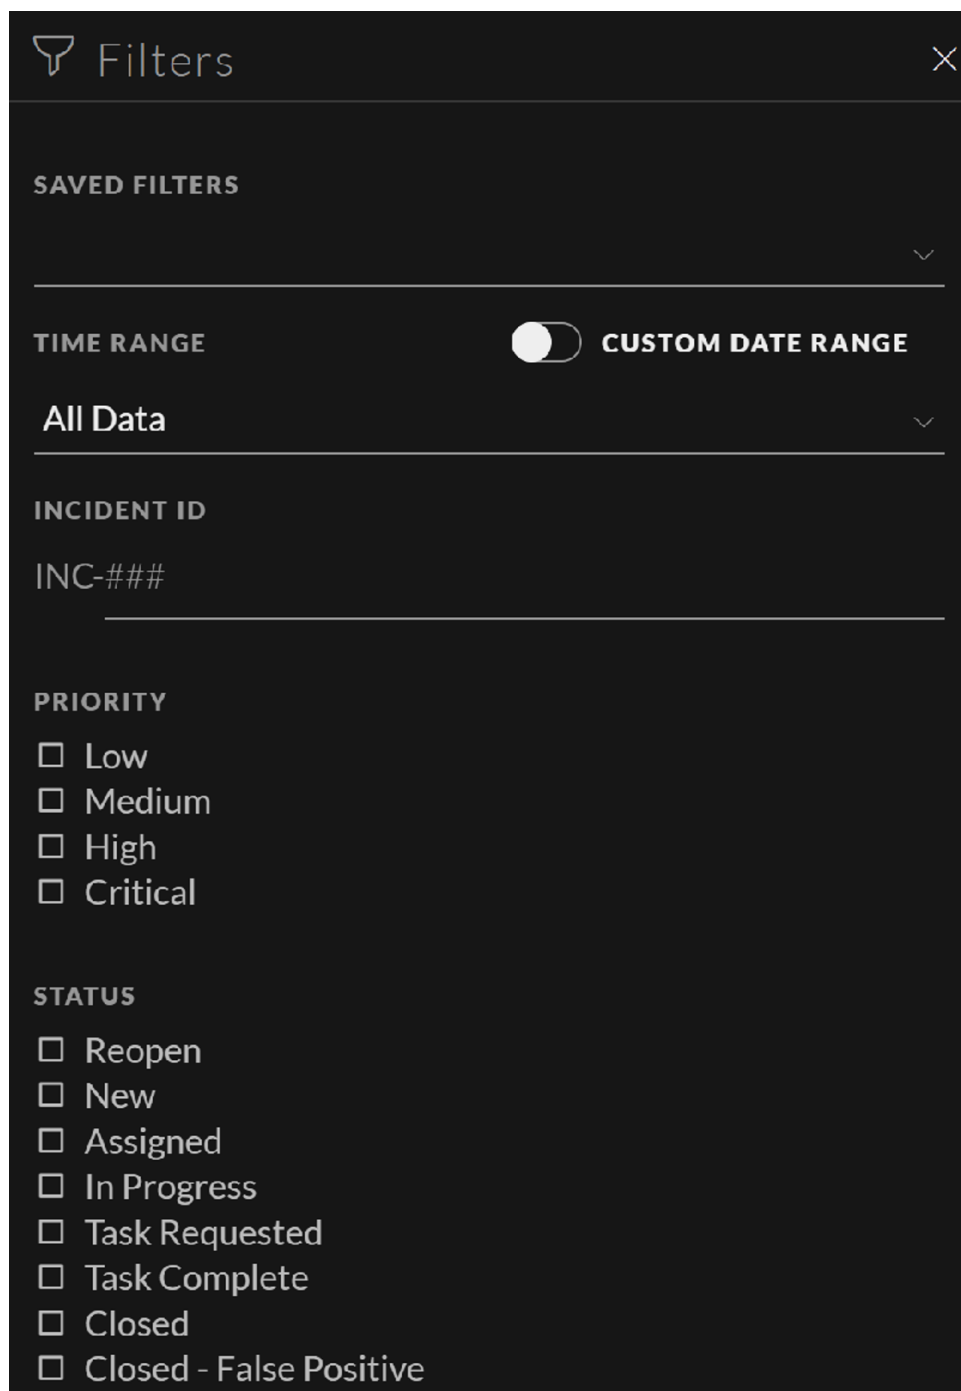 Filters
SAVED FILTERS
TIME RANGE CUSTOM DATE RANGE
All Data
INCIDENT ID
INC-###
PRIORITY
Low
Medium
High
Critical
STATUS
Reopen
New
Assigned
In Progress
Task Requested
Task Complete
Closed
Closed - False Positive